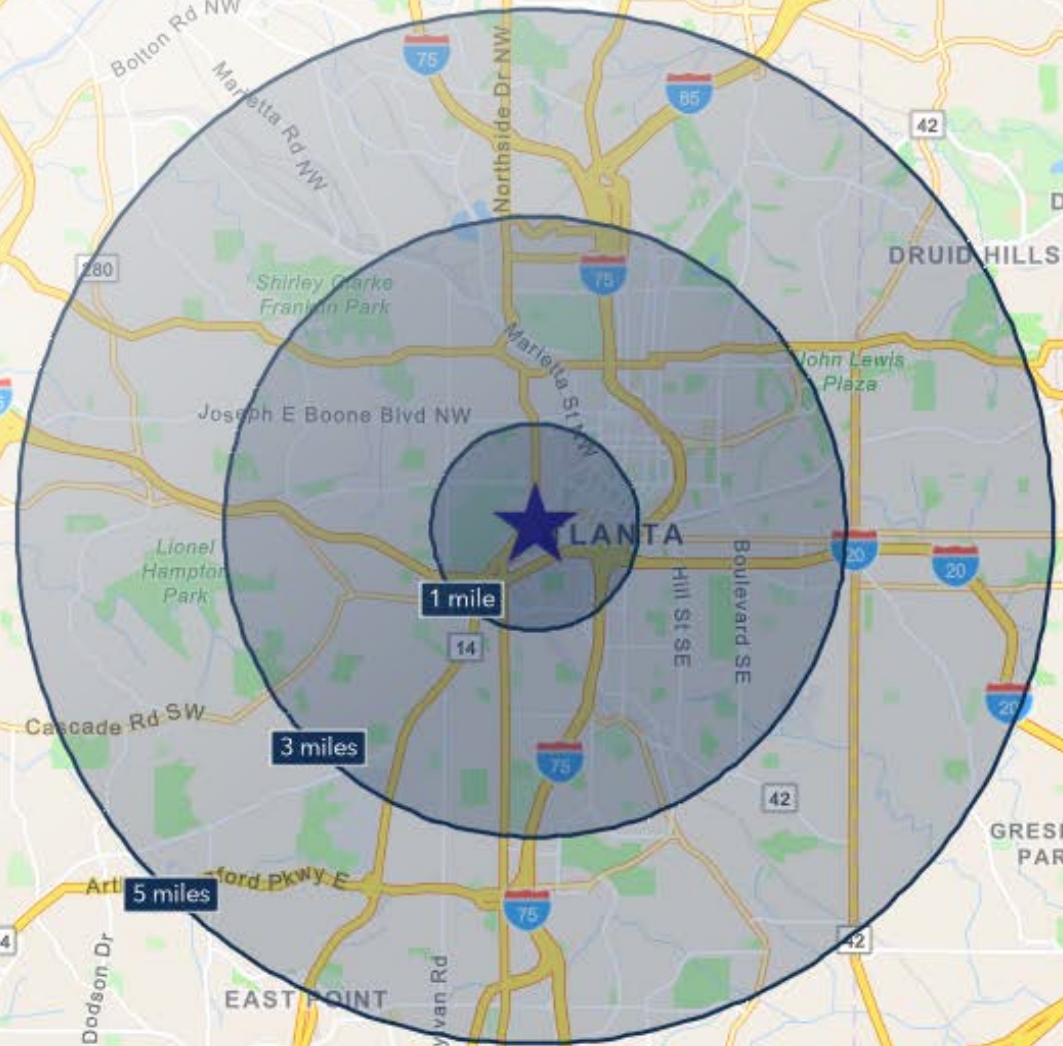 Bolton Rd NW
75
Marietta Rd NW
Northside Dr NW
85
42
DRUID HILLS
280
Shirley Clarke
Franklin Park
75
Marietta St NW
John Lewis
Plaza
Joseph E Boone Blvd NW
ATLANTA
20
20
Lionel
Hampton
Park
Boulevard SE
Hill St SE
1 mile
14
20
Cascade Rd SW
3 miles
75
42
GRES
PAR
5 miles
ford Pkwy E
75
42
4
Dodson Dr
EAST POINT
van Rd